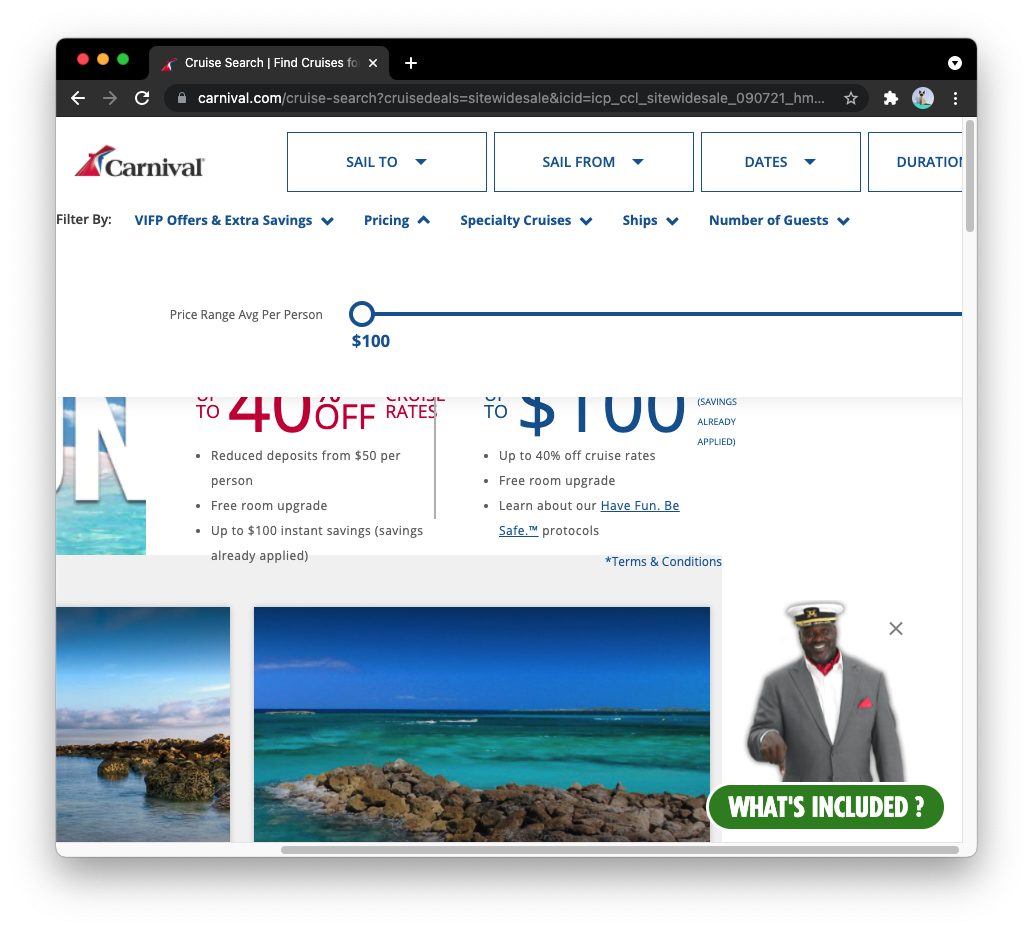 Cruise Search | Find Cruises fo
carnival.com/cruise-search?cruisedeals=sitewidesale&icid=icp_ccl_sitewidesale_090721_hm...
Carnival
SAIL TO
SAIL FROM
DATES
DURATION
Filter By:
VIFP Offers & Extra Savings
Pricing
Specialty Cruises
Ships
Number of Guests
Price Range Avg Per Person
$100
UP
TO
40%
OFF
CRUISE
RATES
UP
TO
$100
(SAVINGS
ALREADY
APPLIED)
• Reduced deposits from $50 per
person
• Free room upgrade
• Up to $100 instant savings (savings
already applied)
• Up to 40% off cruise rates
• Free room upgrade
• Learn about our Have Fun. Be
Safe.™ protocols
*Terms & Conditions
WHAT'S INCLUDED ?